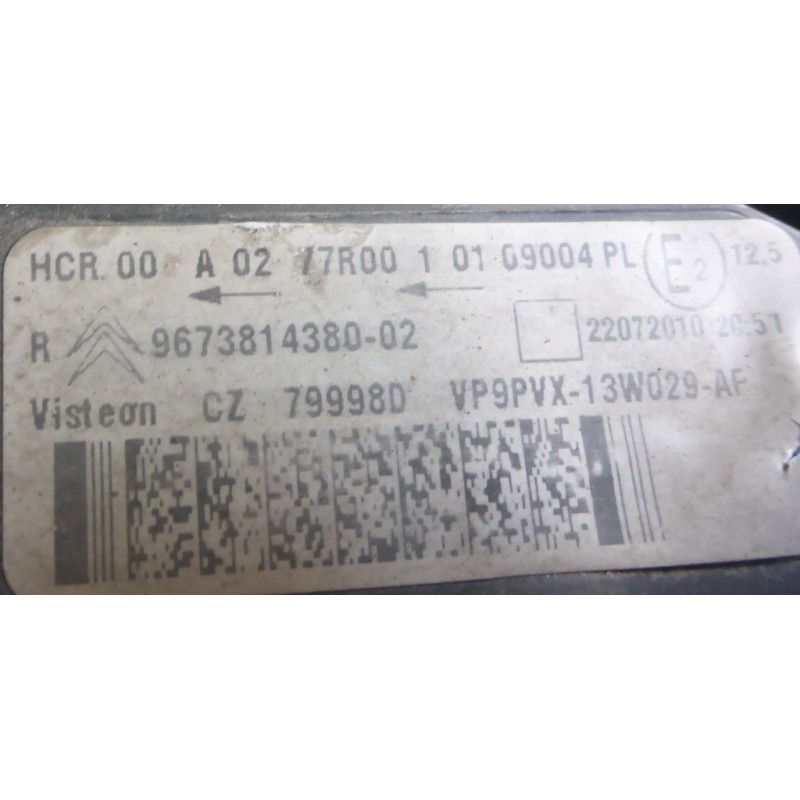 HCR 00 A 02 77R00 1 01 09004 PL E2 12,5
R 9673814380-02 22072010 20:51
Visteon CZ 79998D VP9PVX-13W029-AF